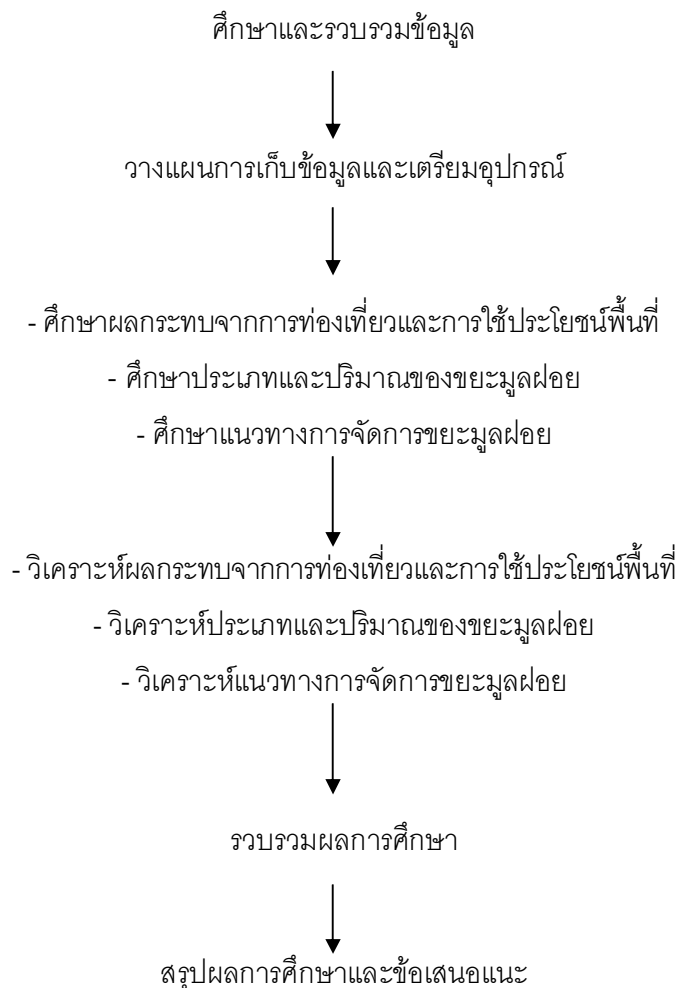 ศึกษาและรวบรวมข้อมูล
วางแผนการเก็บข้อมูลและเตรียมอุปกรณ์
- ศึกษาผลกระทบจากการท่องเที่ยวและการใช้ประโยชน์พื้นที่
- ศึกษาประเภทและปริมาณของขยะมูลฝอย
- ศึกษาแนวทางการจัดการขยะมูลฝอย
- วิเคราะห์ผลกระทบจากการท่องเที่ยวและการใช้ประโยชน์พื้นที่
- วิเคราะห์ประเภทและปริมาณของขยะมูลฝอย
- วิเคราะห์แนวทางการจัดการขยะมูลฝอย
รวบรวมผลการศึกษา
สรุปผลการศึกษาและข้อเสนอแนะ